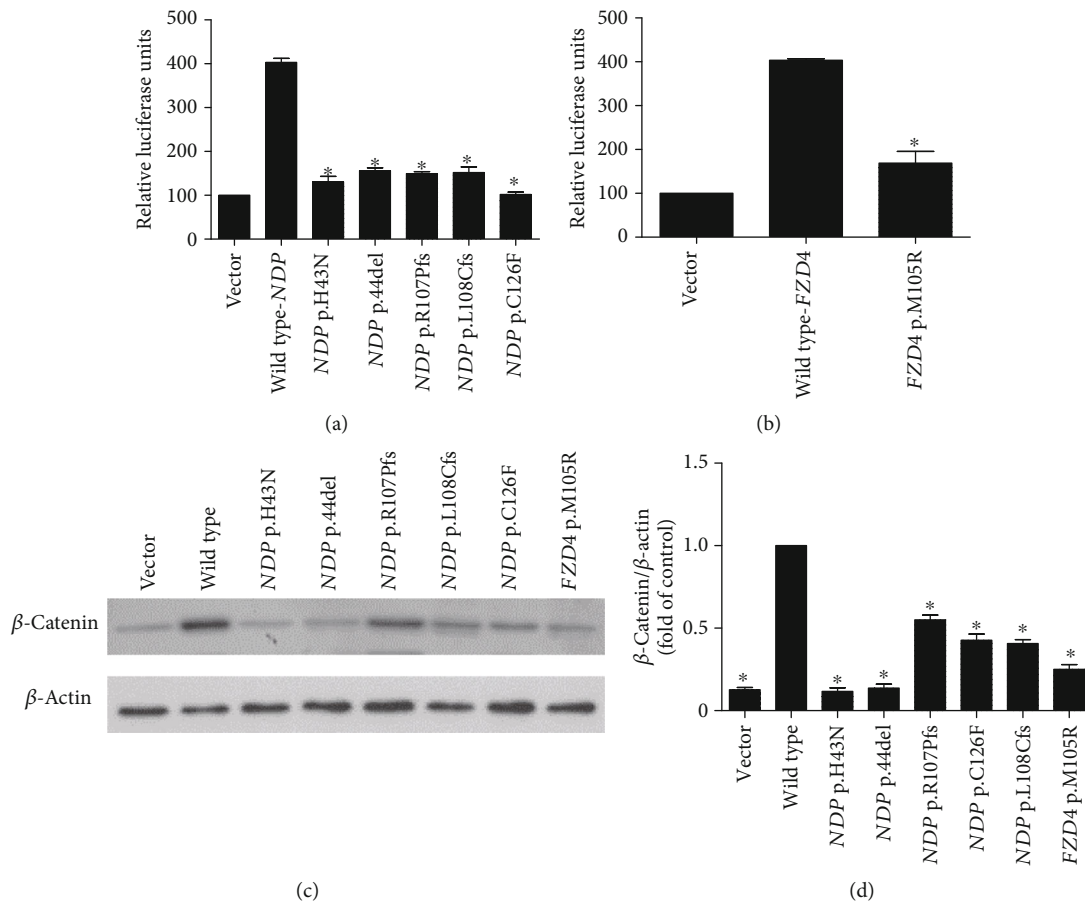 Relative luciferase units
500
400
300
200
100
0
*
*
*
*
*
Vector
Wild type-NDP
NDP p.H43N
NDP p.44del
NDP p.R107Pfs
NDP p.L108Cfs
NDP p.C126F
(a)
Relative luciferase units
500
400
300
200
100
0
*
Vector
Wild type-FZD4
FZD4 p.M105R
(b)
Vector
Wild type
NDP p.H43N
NDP p.44del
NDP p.R107Pfs
NDP p.L108Cfs
NDP p.C126F
FZD4 p.M105R
β-Catenin
β-Actin
(c)
β-Catenin/β-actin
(fold of control)
1.5
1.0
0.5
0
*
*
*
*
*
*
*
Vector
Wild type
NDP p.H43N
NDP p.44del
NDP p.R107Pfs
NDP p.C126F
NDP p.L108Cfs
FZD4 p.M105R
(d)